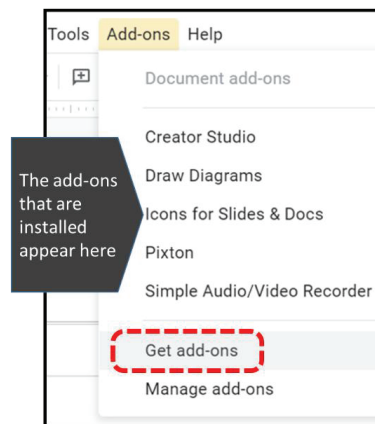 Tools Add-ons Help
Document add-ons
Creator Studio
Draw Diagrams
Icons for Slides & Docs
Pixton
Simple Audio/Video Recorder
The add-ons
that are
installed
appear here
Get add-ons
Manage add-ons